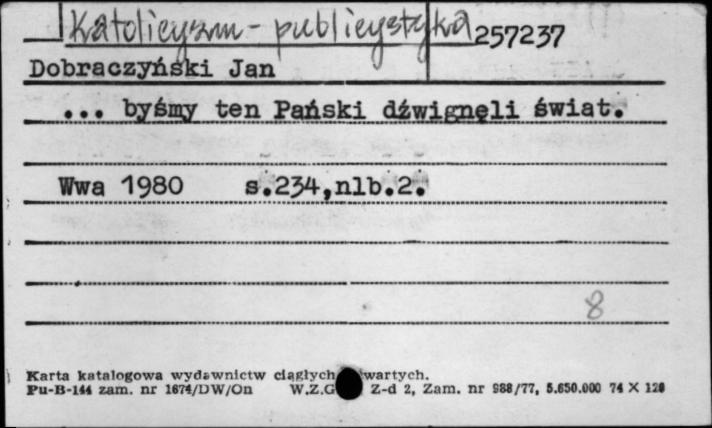 Katolicyzm - publicystyka 257237
Dobraczyński Jan
... byśmy ten Pański dźwignęli świat.
Wwa 1980 s.234,nlb.2.
8
Karta katalogowa wydawnictw ciągłych wartych.
Pu-B-144 zam. nr 1674/DW/On W.Z.G Z-d 2, Zam. nr 988/77, 5.650.000 74 X 120